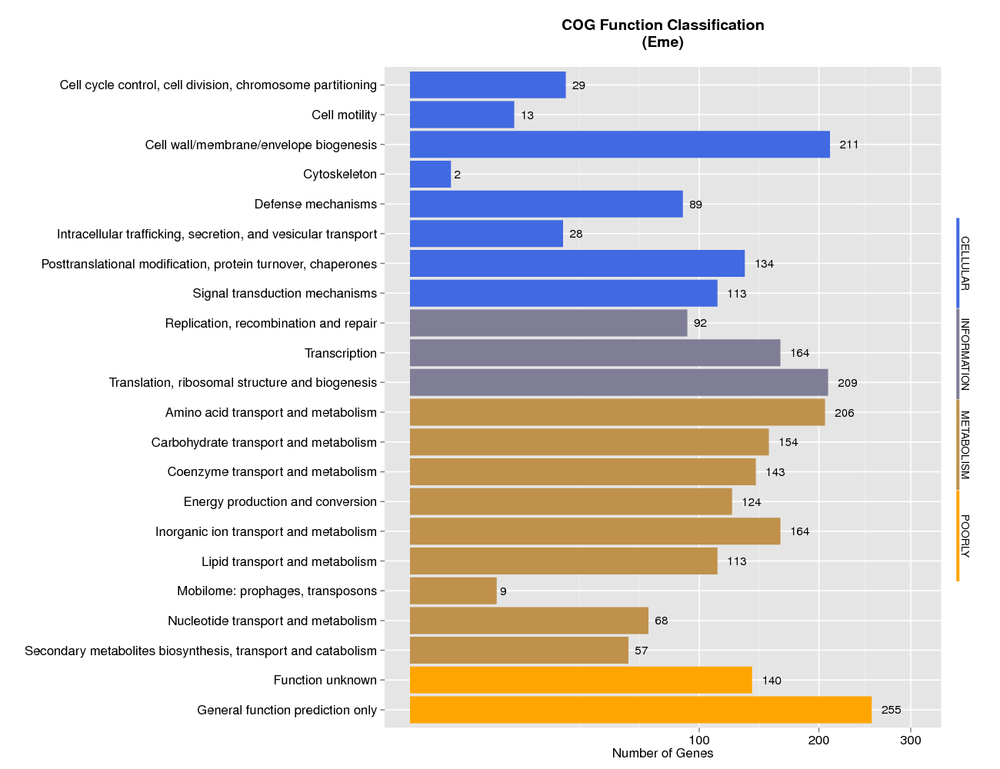 COG Function Classification
(Eme)
Cell cycle control, cell division, chromosome partitioning 29
Cell motility 13
Cell wall/membrane/envelope biogenesis 211
Cytoskeleton 2
Defense mechanisms 89
Intracellular trafficking, secretion, and vesicular transport 28
Posttranslational modification, protein turnover, chaperones 134
Signal transduction mechanisms 113
Replication, recombination and repair 92
Transcription 164
Translation, ribosomal structure and biogenesis 209
Amino acid transport and metabolism 206
Carbohydrate transport and metabolism 154
Coenzyme transport and metabolism 143
Energy production and conversion 124
Inorganic ion transport and metabolism 164
Lipid transport and metabolism 113
Mobilome: prophages, transposons 9
Nucleotide transport and metabolism 68
Secondary metabolites biosynthesis, transport and catabolism 57
Function unknown 140
General function prediction only 255
100 200 300
Number of Genes
CELLULAR
INFORMATION
METABOLISM
POORLY